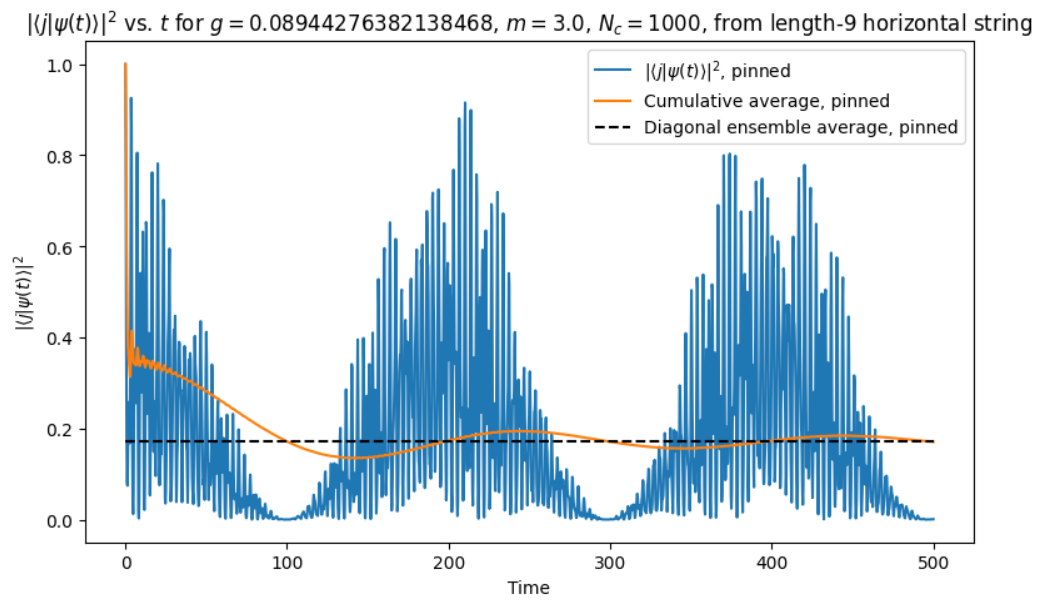 |⟨j|ψ(t)⟩|² vs. t for g = 0.08944276382138468, m = 3.0, N_c = 1000, from length-9 horizontal string
|⟨j|ψ(t)⟩|², pinned
Cumulative average, pinned
Diagonal ensemble average, pinned
|⟨j|ψ(t)⟩|²
1.0
0.8
0.6
0.4
0.2
0.0
0 100 200 300 400 500
Time